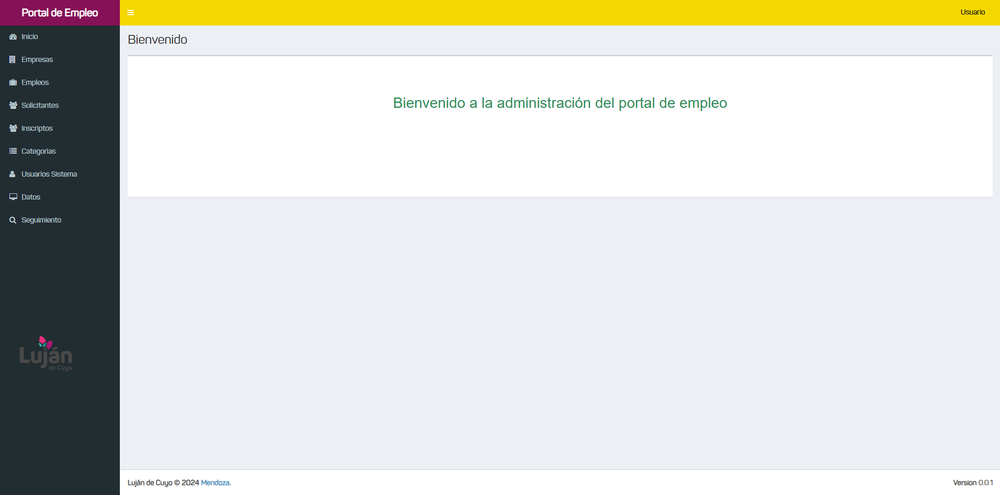 Portal de Empleo
Usuario
Inicio
Empresas
Empleos
Solicitantes
Inscriptos
Categorias
Usuarios Sistema
Datos
Seguimiento
Luján
de Cuyo
Bienvenido
Bienvenido a la administración del portal de empleo
Luján de Cuyo © 2024 Mendoza.
Version 0.0.1